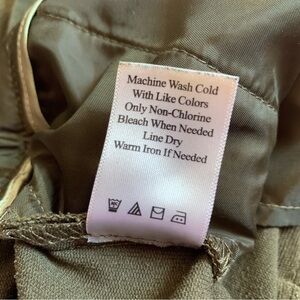 Machine Wash Cold
With Like Colors
Only Non-Chlorine
Bleach When Needed
Line Dry
Warm Iron If Needed